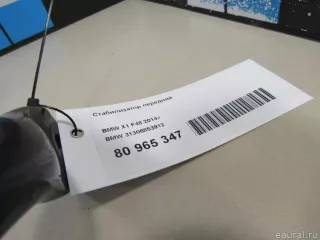 Стабилизатор передний
BMW X1 F48 2014>
BMW 31306853912
80 965 347
eaural.ru